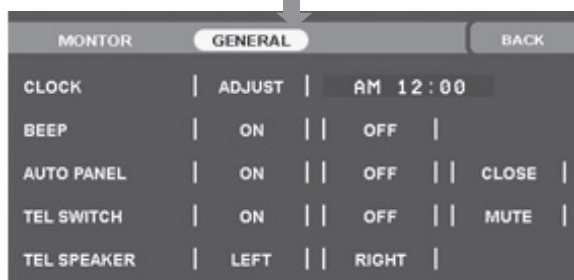 MONTOR GENERAL BACK
CLOCK ADJUST AM 12:00
BEEP ON OFF
AUTO PANEL ON OFF CLOSE
TEL SWITCH ON OFF MUTE
TEL SPEAKER LEFT RIGHT